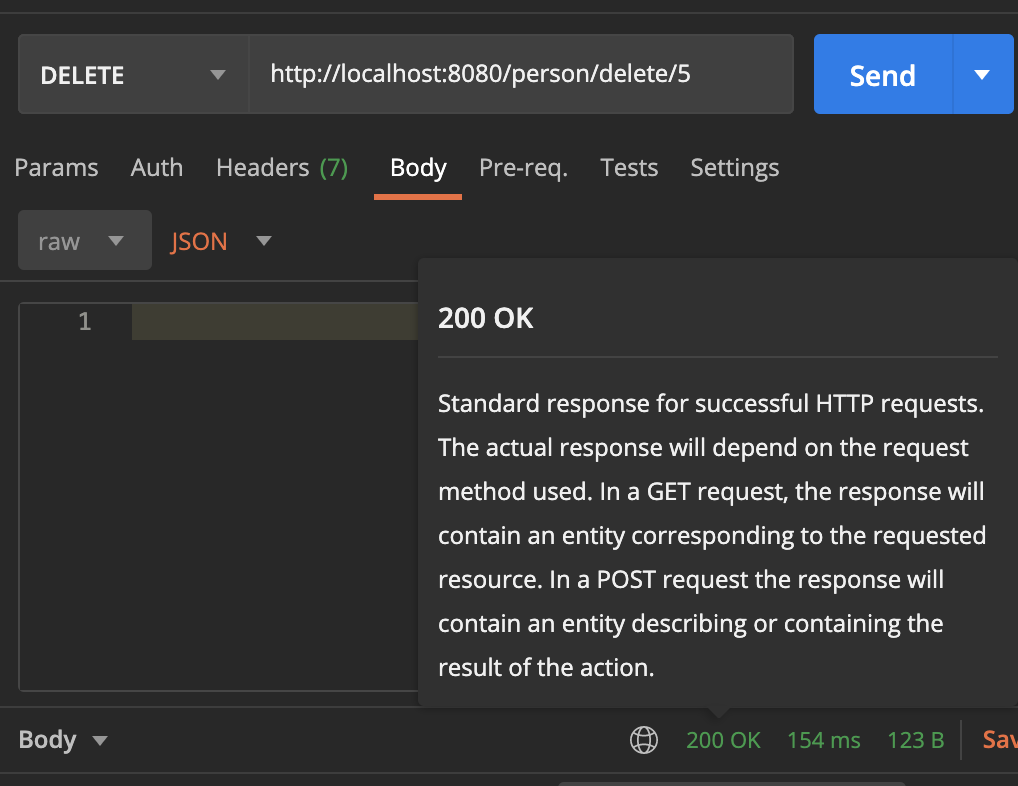 DELETE http://localhost:8080/person/delete/5 Send
Params Auth Headers (7) Body Pre-req. Tests Settings
raw JSON
1
200 OK
Standard response for successful HTTP requests.
The actual response will depend on the request
method used. In a GET request, the response will
contain an entity corresponding to the requested
resource. In a POST request the response will
contain an entity describing or containing the
result of the action.
Body 200 OK 154 ms 123 B Sav